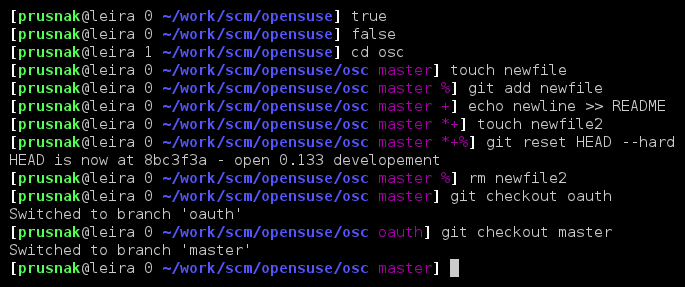 [prusnak@leira 0 ~/work/scm/opensuse] true
[prusnak@leira 0 ~/work/scm/opensuse] false
[prusnak@leira 1 ~/work/scm/opensuse] cd osc
[prusnak@leira 0 ~/work/scm/opensuse/osc master] touch newfile
[prusnak@leira 0 ~/work/scm/opensuse/osc master %] git add newfile
[prusnak@leira 0 ~/work/scm/opensuse/osc master +] echo newline >> README
[prusnak@leira 0 ~/work/scm/opensuse/osc master *+] touch newfile2
[prusnak@leira 0 ~/work/scm/opensuse/osc master *+%] git reset HEAD --hard
HEAD is now at 8bc3f3a - open 0.133 developement
[prusnak@leira 0 ~/work/scm/opensuse/osc master %] rm newfile2
[prusnak@leira 0 ~/work/scm/opensuse/osc master] git checkout oauth
Switched to branch 'oauth'
[prusnak@leira 0 ~/work/scm/opensuse/osc oauth] git checkout master
Switched to branch 'master'
[prusnak@leira 0 ~/work/scm/opensuse/osc master]